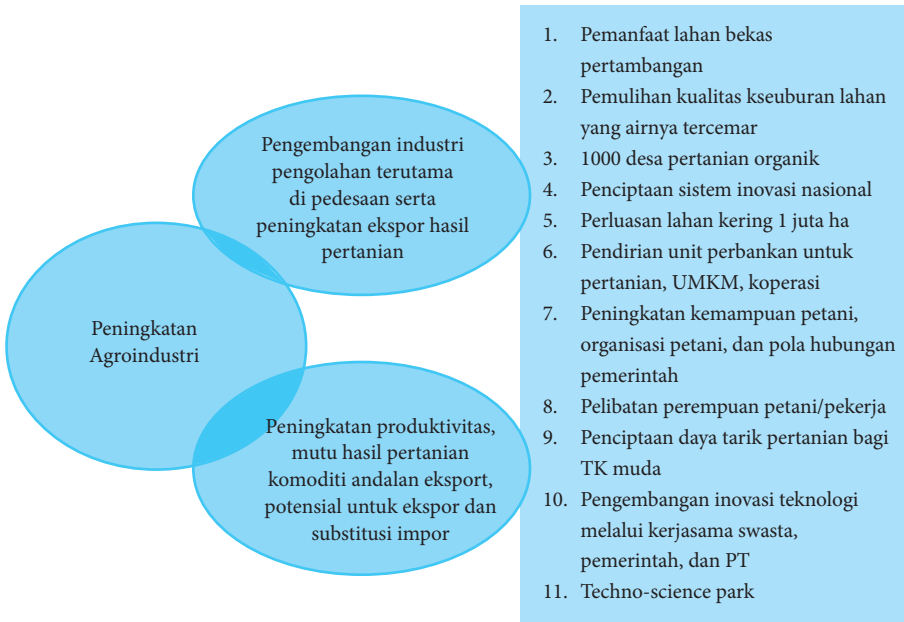 Peningkatan
Agroindustri
Pengembangan industri
pengolahan terutama
di pedesaan serta
peningkatan ekspor hasil
pertanian
Peningkatan produktivitas,
mutu hasil pertanian
komoditi andalan eksport,
potensial untuk ekspor dan
substitusi impor
1. Pemanfaat lahan bekas
pertambangan
2. Pemulihan kualitas kseuburan lahan
yang airnya tercemar
3. 1000 desa pertanian organik
4. Penciptaan sistem inovasi nasional
5. Perluasan lahan kering 1 juta ha
6. Pendirian unit perbankan untuk
pertanian, UMKM, koperasi
7. Peningkatan kemampuan petani,
organisasi petani, dan pola hubungan
pemerintah
8. Pelibatan perempuan petani/pekerja
9. Penciptaan daya tarik pertanian bagi
TK muda
10. Pengembangan inovasi teknologi
melalui kerjasama swasta,
pemerintah, dan PT
11. Techno-science park